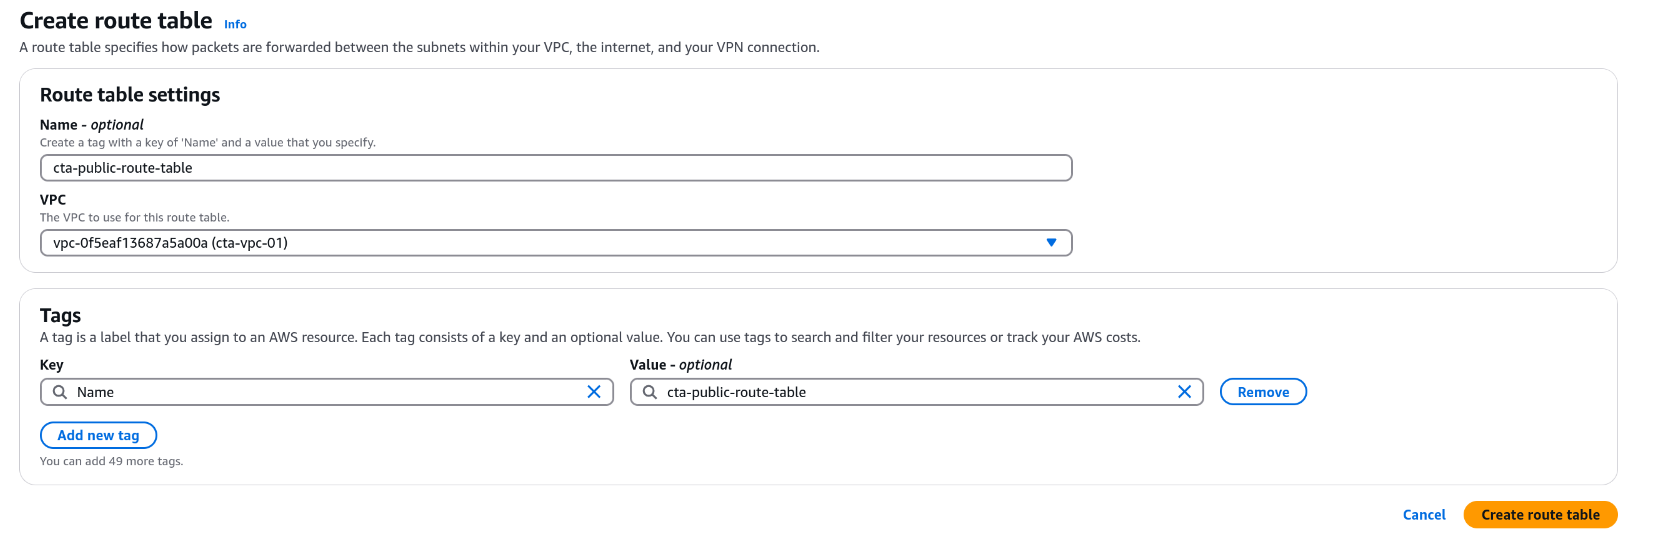 Create route table Info
A route table specifies how packets are forwarded between the subnets within your VPC, the internet, and your VPN connection.
Route table settings
Name - optional
Create a tag with a key of 'Name' and a value that you specify.
cta-public-route-table
VPC
The VPC to use for this route table.
vpc-0f5eaf13687a5a00a (cta-vpc-01)
Tags
A tag is a label that you assign to an AWS resource. Each tag consists of a key and an optional value. You can use tags to search and filter your resources or track your AWS costs.
Key Value - optional
Name cta-public-route-table Remove
Add new tag
You can add 49 more tags.
Cancel Create route table